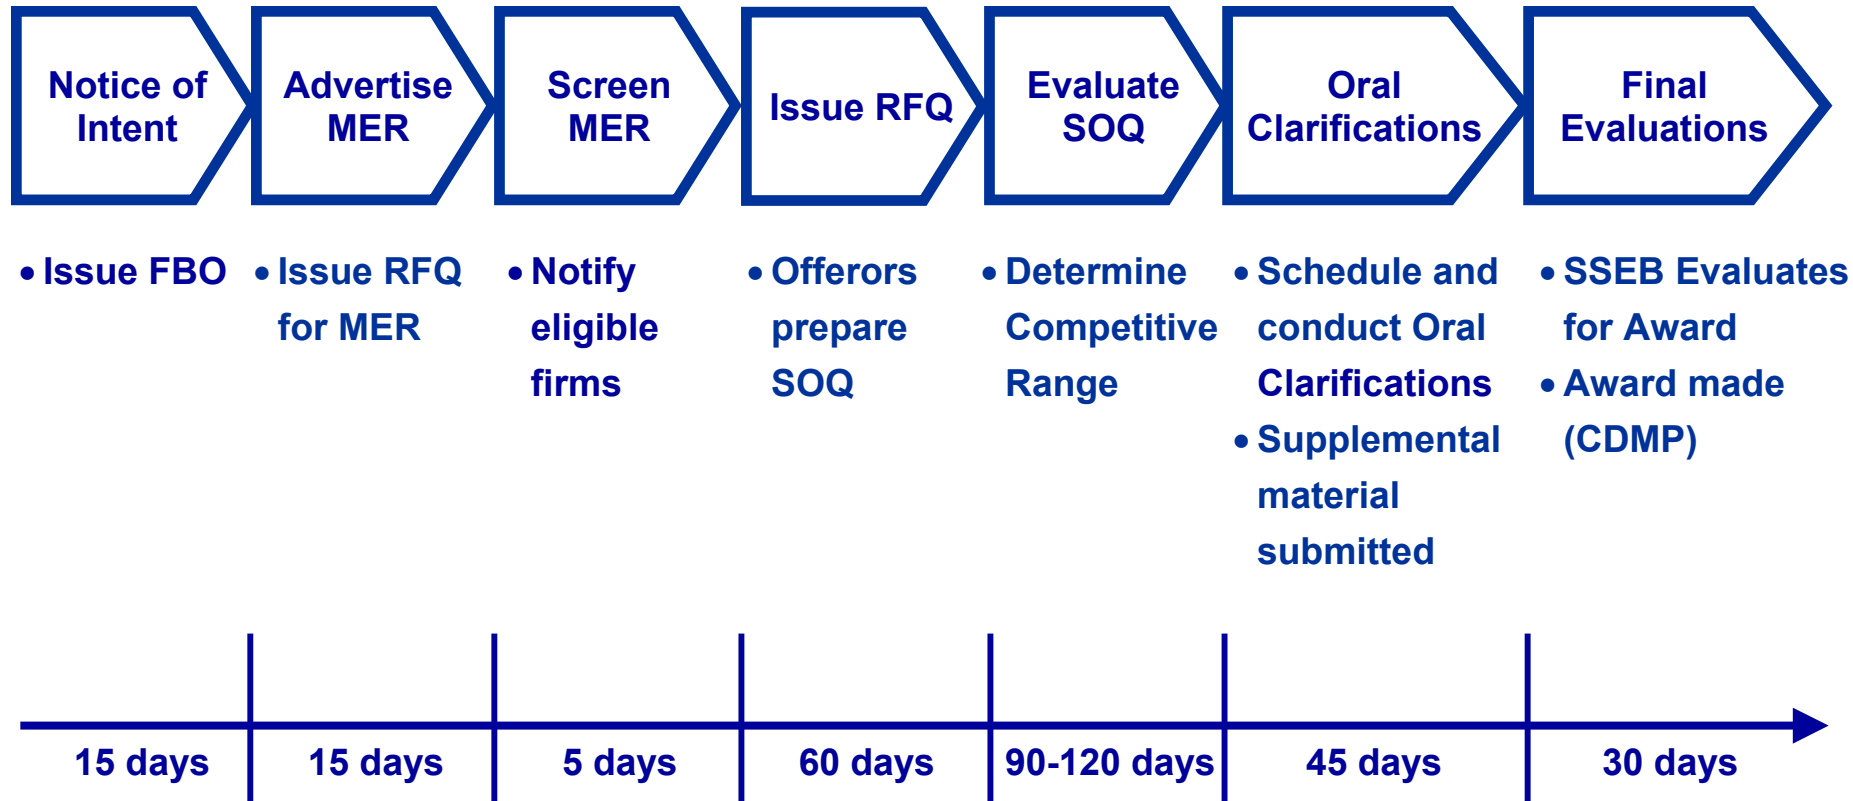 Notice of
Intent
Advertise
MER
Screen
MER
Issue RFQ
Evaluate
SOQ
Oral
Clarifications
Final
Evaluations
• Issue FBO
• Issue RFQ
for MER
• Notify
eligible
firms
• Offerors
prepare
SOQ
• Determine
Competitive
Range
• Schedule and
conduct Oral
Clarifications
• Supplemental
material
submitted
• SSEB Evaluates
for Award
• Award made
(CDMP)
15 days
15 days
5 days
60 days
90-120 days
45 days
30 days